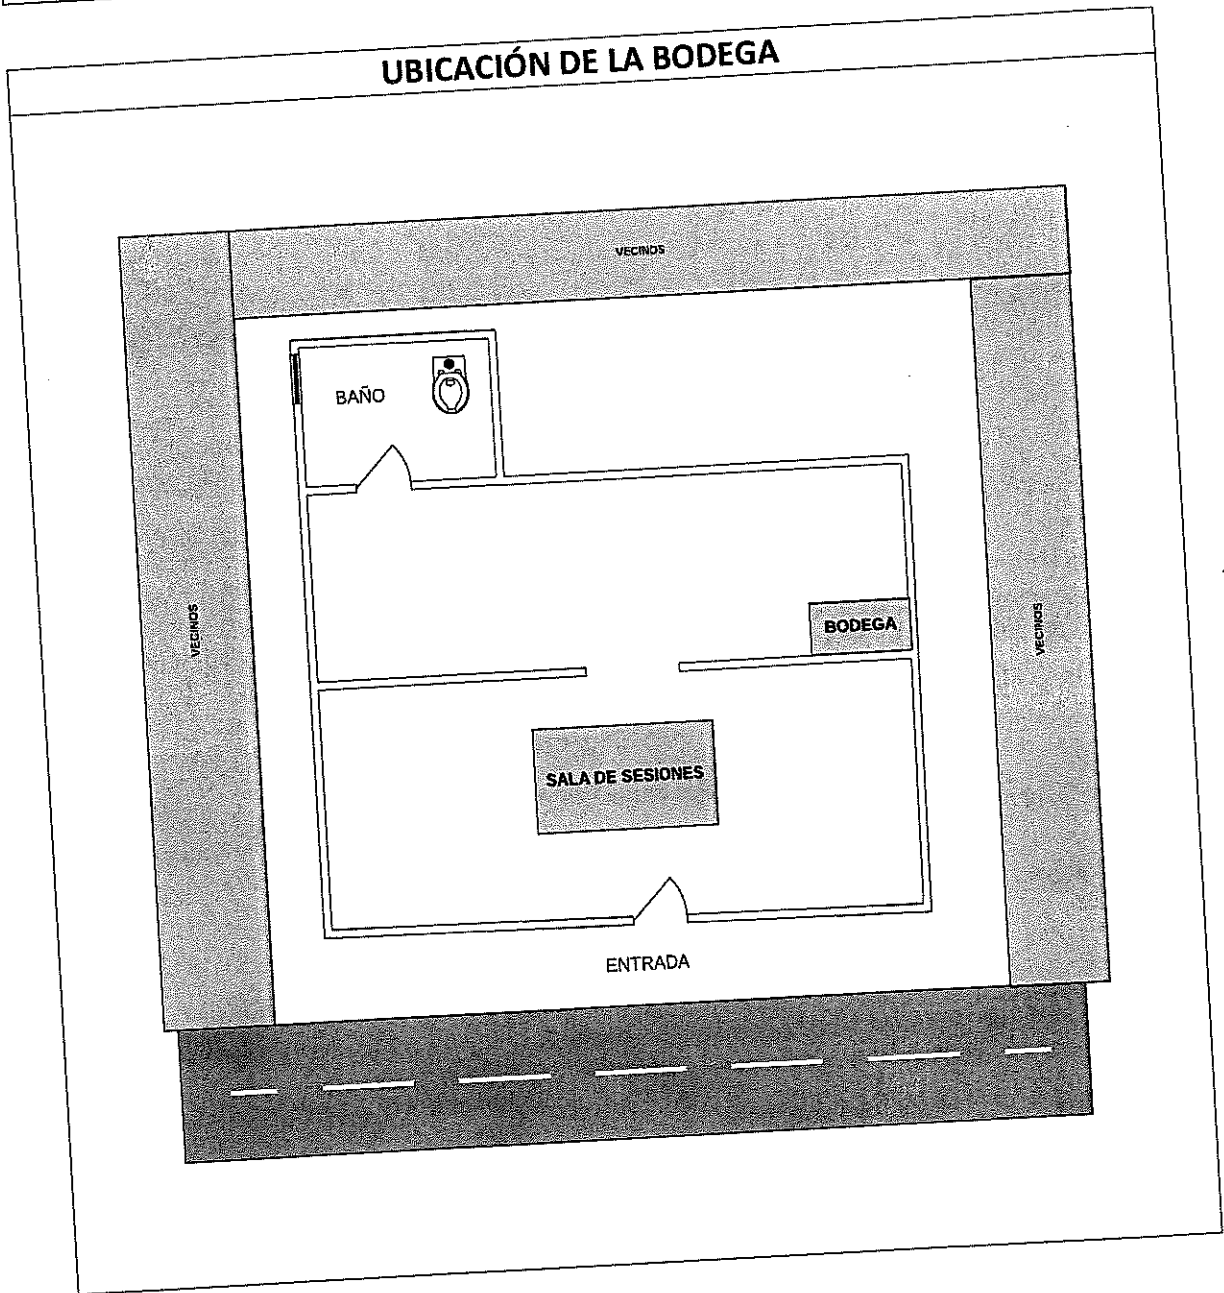 UBICACIÓN DE LA BODEGA
VECINOS
BAÑO
VECINOS
BODEGA
VECINOS
SALA DE SESIONES
ENTRADA